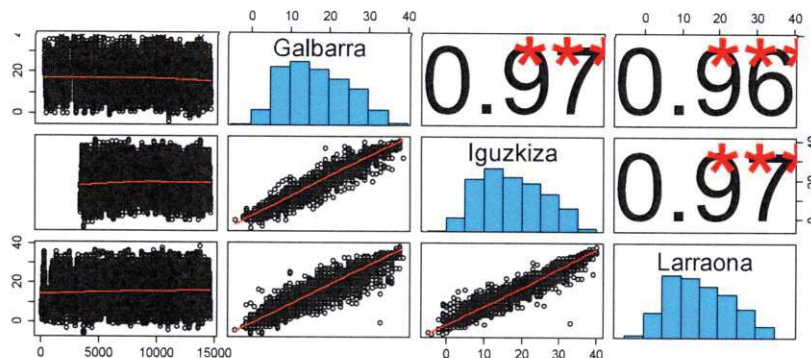 0 10 20 30 40 0 10 20 30 40
0 20 Galbarra 0.97*** 0.96***
Iguzkiza 0.97***
0 20 40 Larraona
0 5000 10000 15000 0 10 20 30 40 0 10 20 30 40